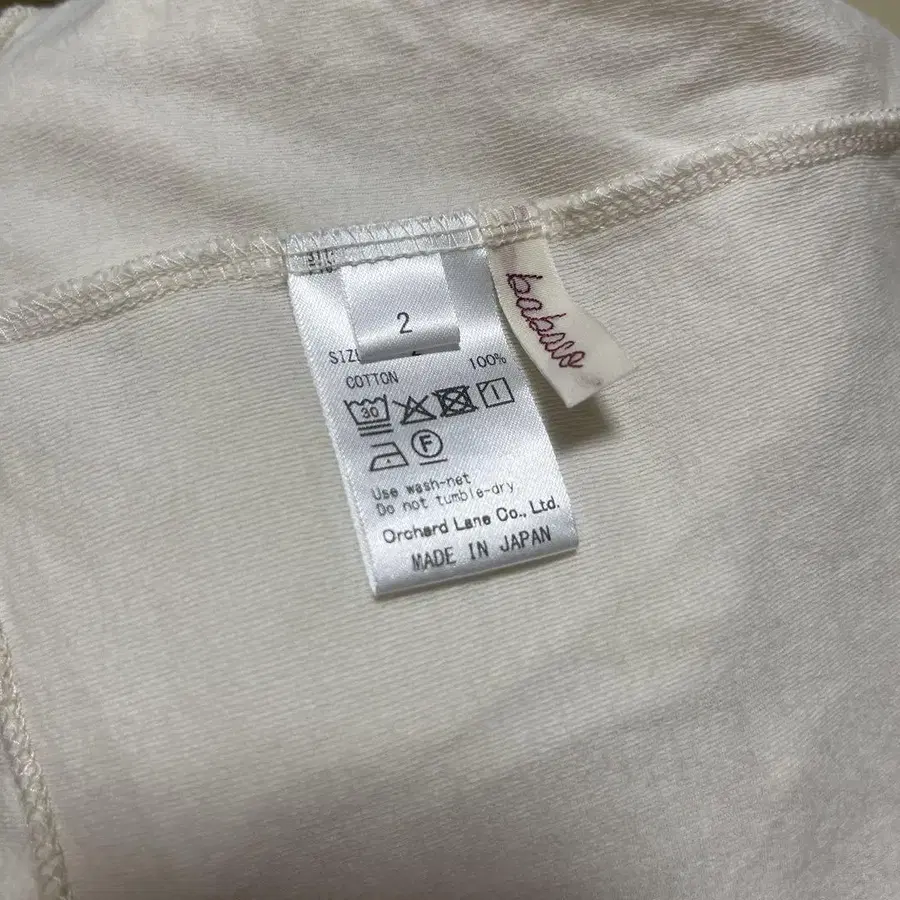 2
SIZE
COTTON 100%
30
F
Use wash-net
Do not tumble-dry
Orchard Lane Co., Ltd.
MADE IN JAPAN
babaco